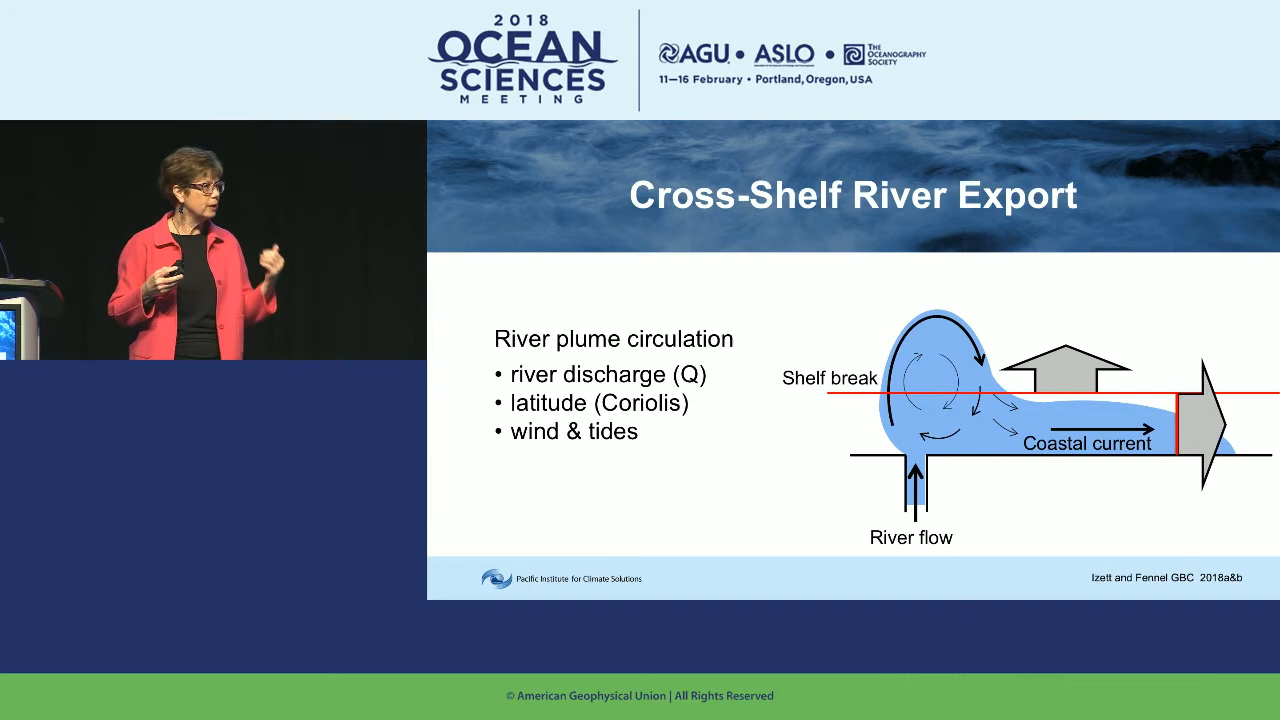 2018
OCEAN
SCIENCES
MEETING
AGU • ASLO • THE OCEANOGRAPHY SOCIETY
11–16 February • Portland, Oregon, USA
Cross-Shelf River Export
River plume circulation
• river discharge (Q)
• latitude (Coriolis)
• wind & tides
Shelf break
Coastal current
River flow
Pacific Institute for Climate Solutions
Izett and Fennel GBC 2018a&b
© American Geophysical Union | All Rights Reserved